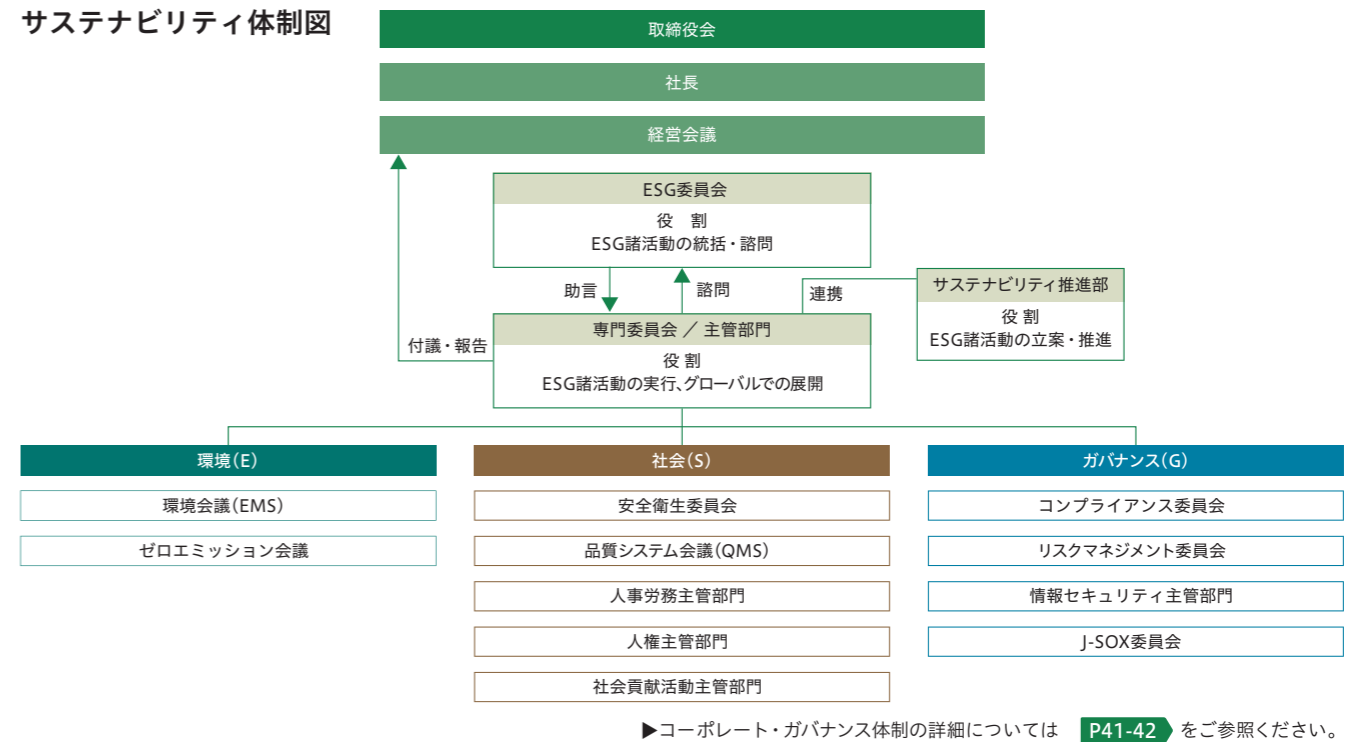 サステナビリティ体制図
取締役会
社長
経営会議
ESG委員会
役 割
ESG諸活動の統括・諮問
助言
諮問
連携
サステナビリティ推進部
役 割
ESG諸活動の立案・推進
付議・報告
専門委員会 / 主管部門
役 割
ESG諸活動の実行、グローバルでの展開
環境(E)
環境会議(EMS)
ゼロエミッション会議
社会(S)
安全衛生委員会
品質システム会議(QMS)
人事労務主管部門
人権主管部門
社会貢献活動主管部門
ガバナンス(G)
コンプライアンス委員会
リスクマネジメント委員会
情報セキュリティ主管部門
J-SOX委員会
▶コーポレート・ガバナンス体制の詳細については P41-42 をご参照ください。